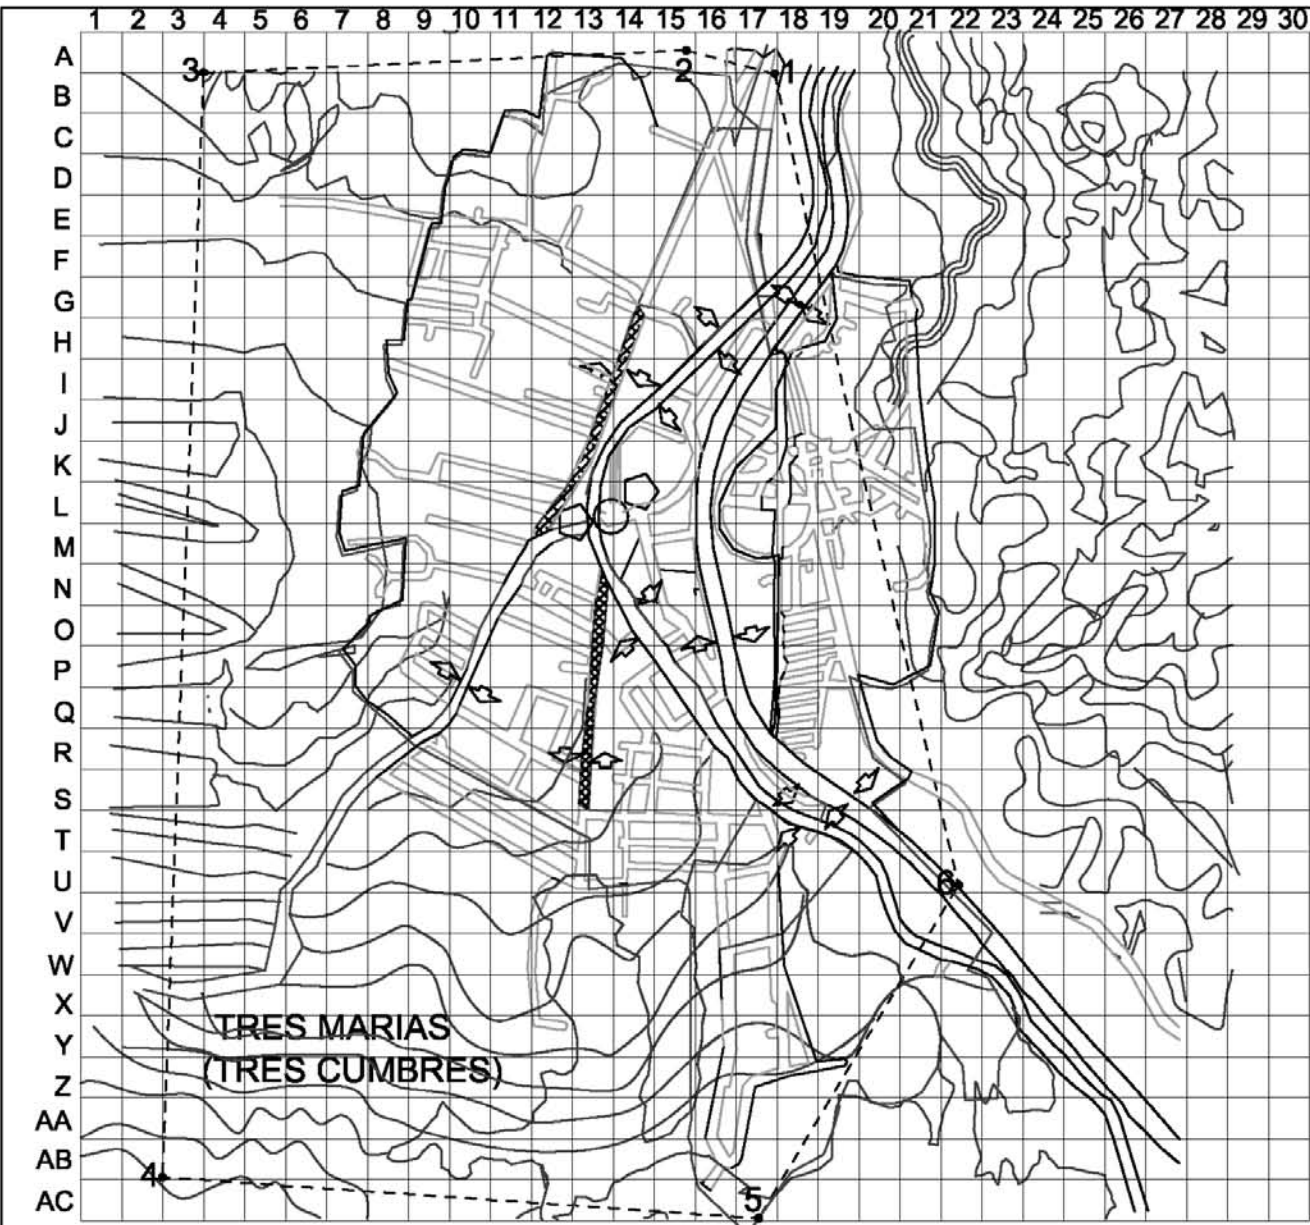 1 2 3 4 5 6 7 8 9 10 11 12 13 14 15 16 17 18 19 20 21 22 23 24 25 26 27 28 29 30
A
3 2 1
B
C
D
E
F
G
H
I
J
K
L
M
N
O
P
Q
R
S
T
U 6
V
W
X
TRES MARIAS
Y
(TRES CUMBRES)
Z
AA
AB
4
AC 5